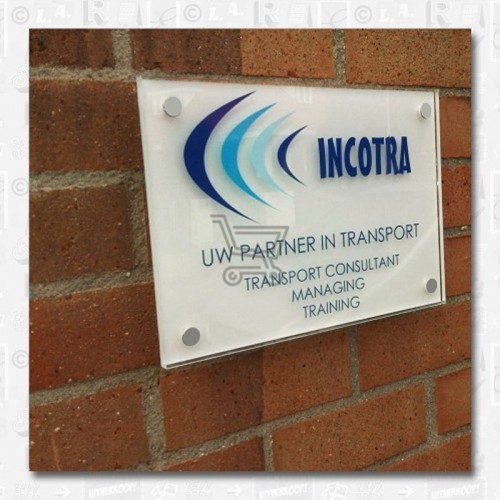 INCOTRA
UW PARTNER IN TRANSPORT
TRANSPORT CONSULTANT
MANAGING
TRAINING